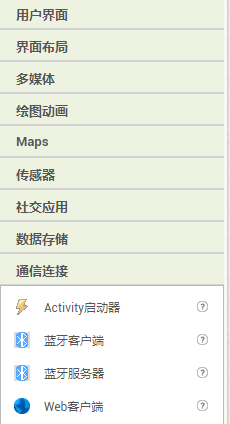 用户界面
界面布局
多媒体
绘图动画
Maps
传感器
社交应用
数据存储
通信连接
Activity启动器 ?
蓝牙客户端 ?
蓝牙服务器 ?
Web客户端 ?